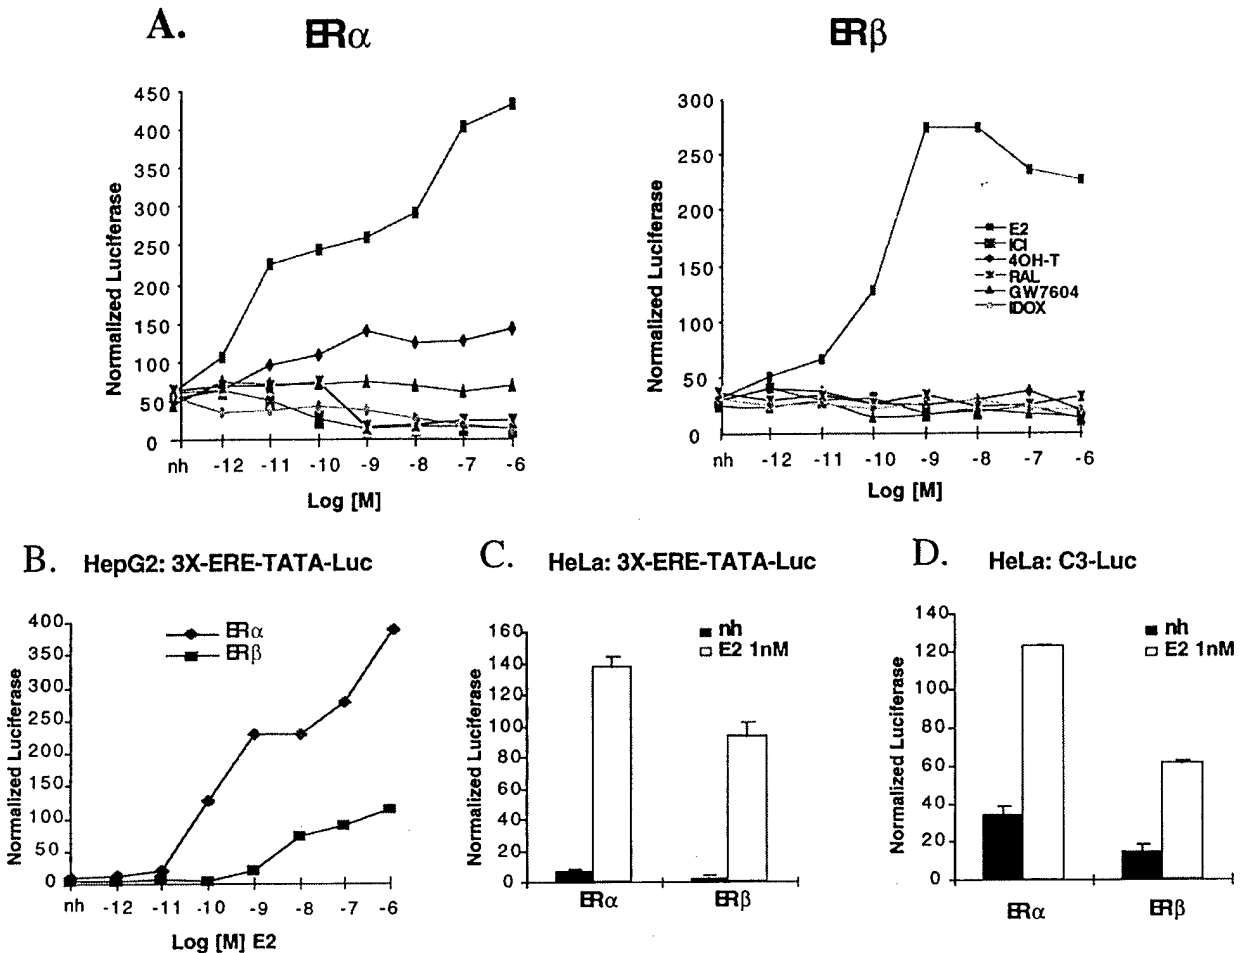 A.
ERα
ERβ
Normalized Luciferase
450
400
350
300
250
200
150
100
50
0
nh -12 -11 -10 -9 -8 -7 -6
Log [M]
Normalized Luciferase
300
250
200
150
100
50
0
nh -12 -11 -10 -9 -8 -7 -6
Log [M]
E2
ICI
4OH-T
RAL
GW7604
IDOX
B. HepG2: 3X-ERE-TATA-Luc
Normalized Luciferase
400
350
300
250
200
150
100
50
0
ERα
ERβ
nh -12 -11 -10 -9 -8 -7 -6
Log [M] E2
C. HeLa: 3X-ERE-TATA-Luc
Normalized Luciferase
160
140
120
100
80
60
40
20
0
nh
E2 1nM
ERα ERβ
D. HeLa: C3-Luc
Normalized Luciferase
140
120
100
80
60
40
20
0
nh
E2 1nM
ERα ERβ